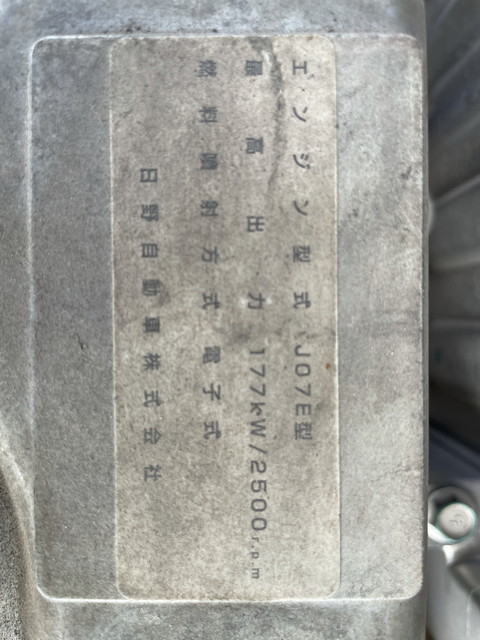 エンジン型式 J07E型
最高出力 177kW/2500r.p.m
燃料噴射方式 電子式
日野自動車株式会社